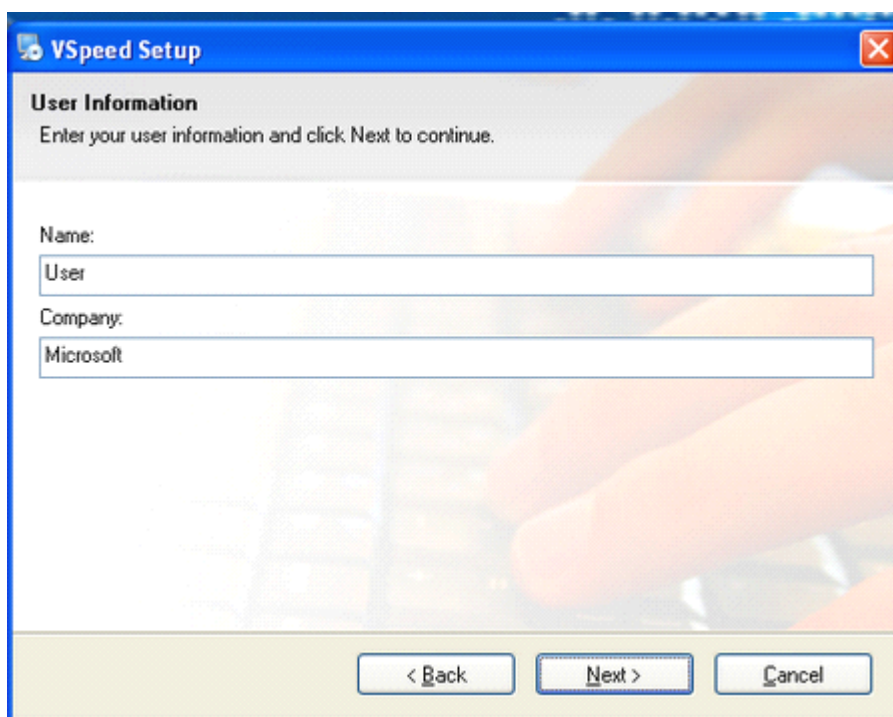 VSpeed Setup
User Information
Enter your user information and click Next to continue.
Name:
User
Company:
Microsoft
< Back
Next >
Cancel